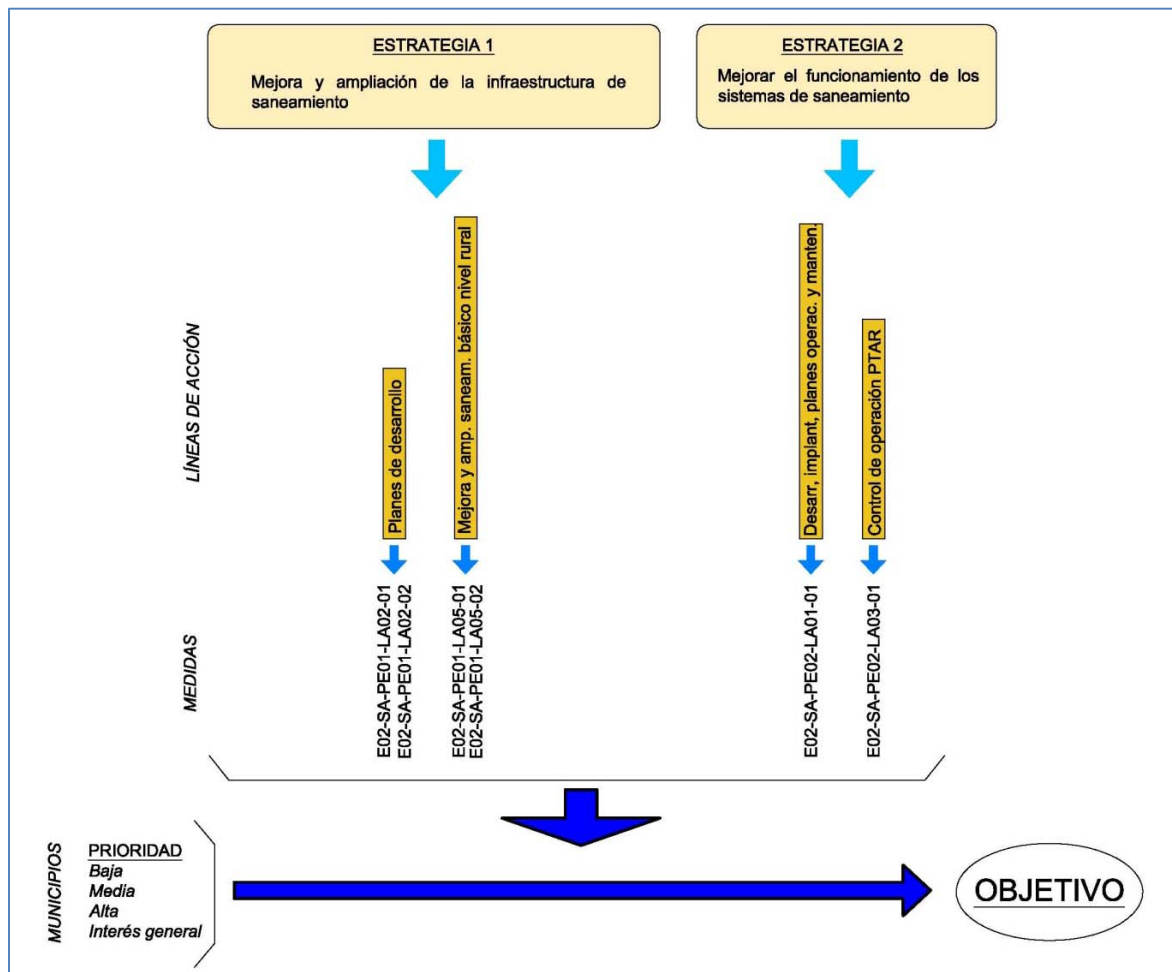 ESTRATEGIA 1
Mejora y ampliación de la infraestructura de
saneamiento
ESTRATEGIA 2
Mejorar el funcionamiento de los
sistemas de saneamiento
LÍNEAS DE ACCIÓN
Planes de desarrollo
Mejora y amp. saneam. básico nivel rural
Desarr, implant, planes operac. y manten.
Control de operación PTAR
MEDIDAS
E02-SA-PE01-LA02-01
E02-SA-PE01-LA02-02
E02-SA-PE01-LA05-01
E02-SA-PE01-LA05-02
E02-SA-PE02-LA01-01
E02-SA-PE02-LA03-01
MUNICIPIOS
PRIORIDAD
Baja
Media
Alta
Interés general
OBJETIVO